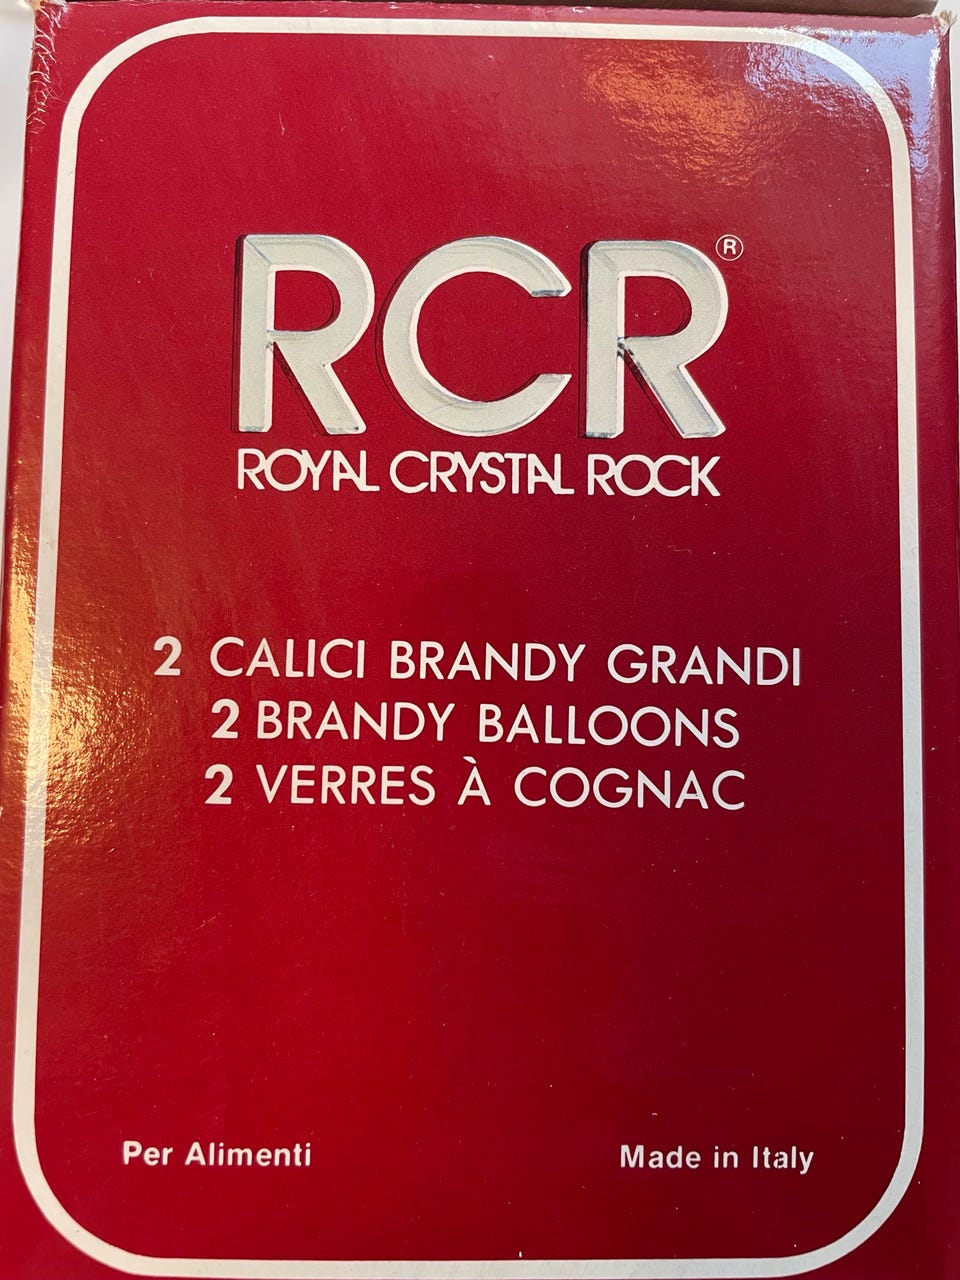 RCR®
ROYAL CRYSTAL ROCK
2 CALICI BRANDY GRANDI
2 BRANDY BALLOONS
2 VERRES À COGNAC
Per Alimenti
Made in Italy